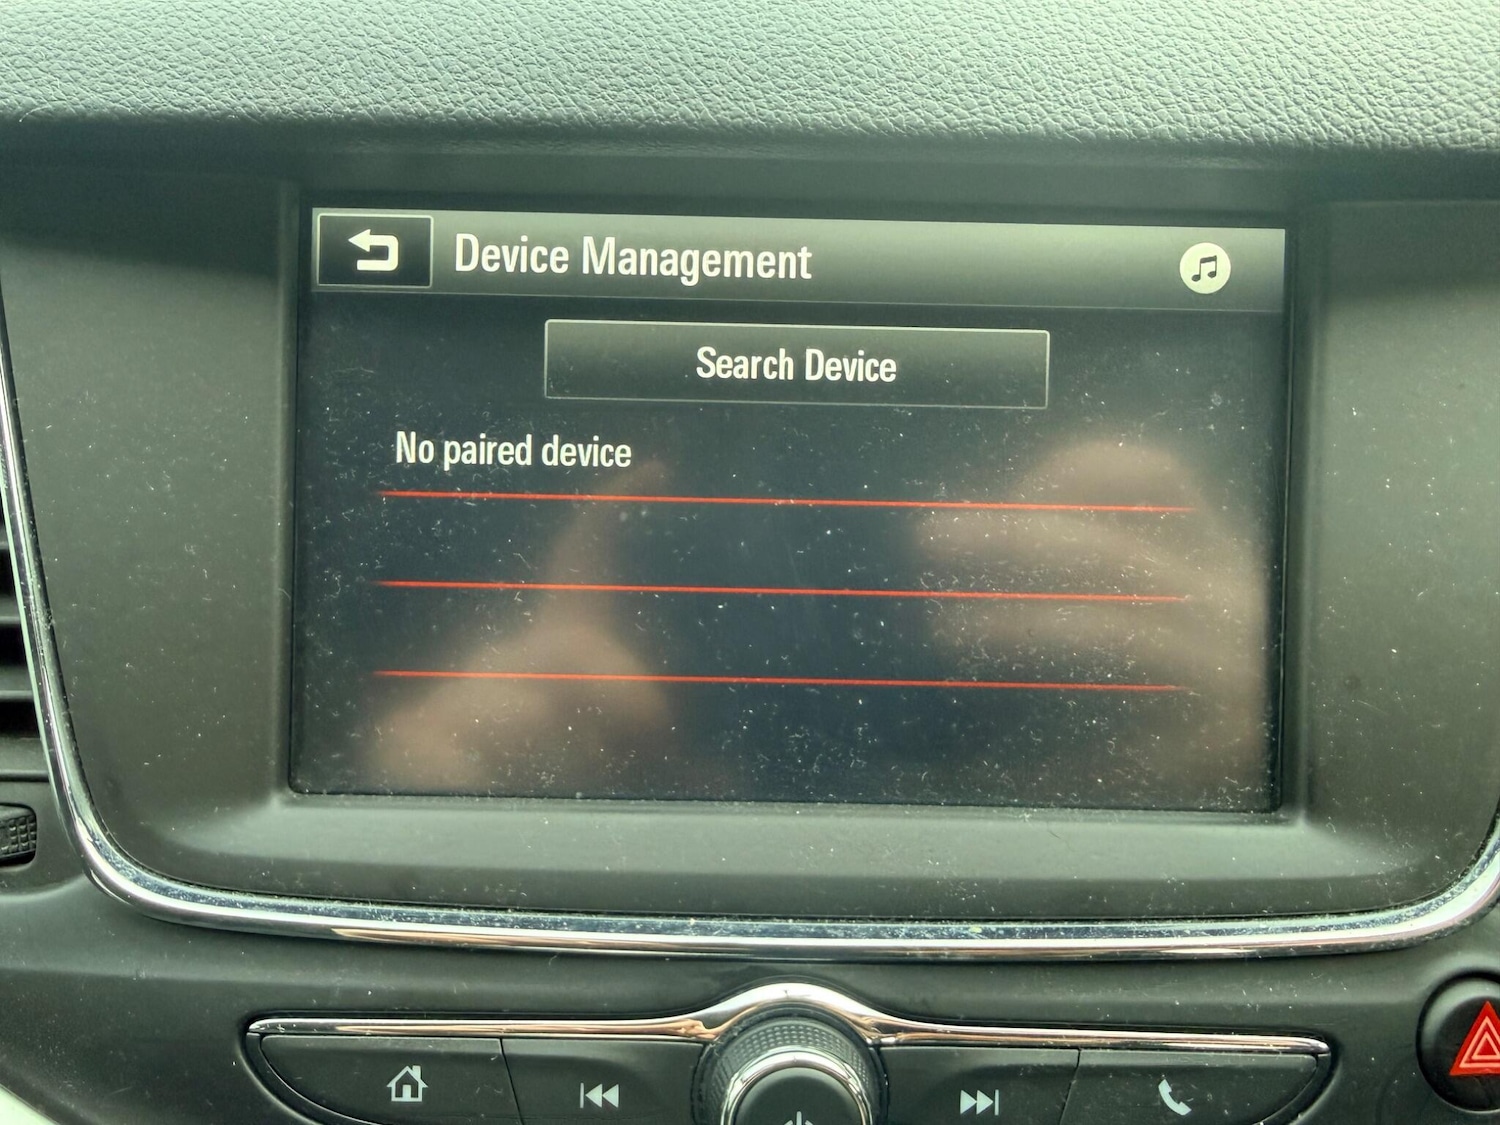 Device Management
Search Device
No paired device